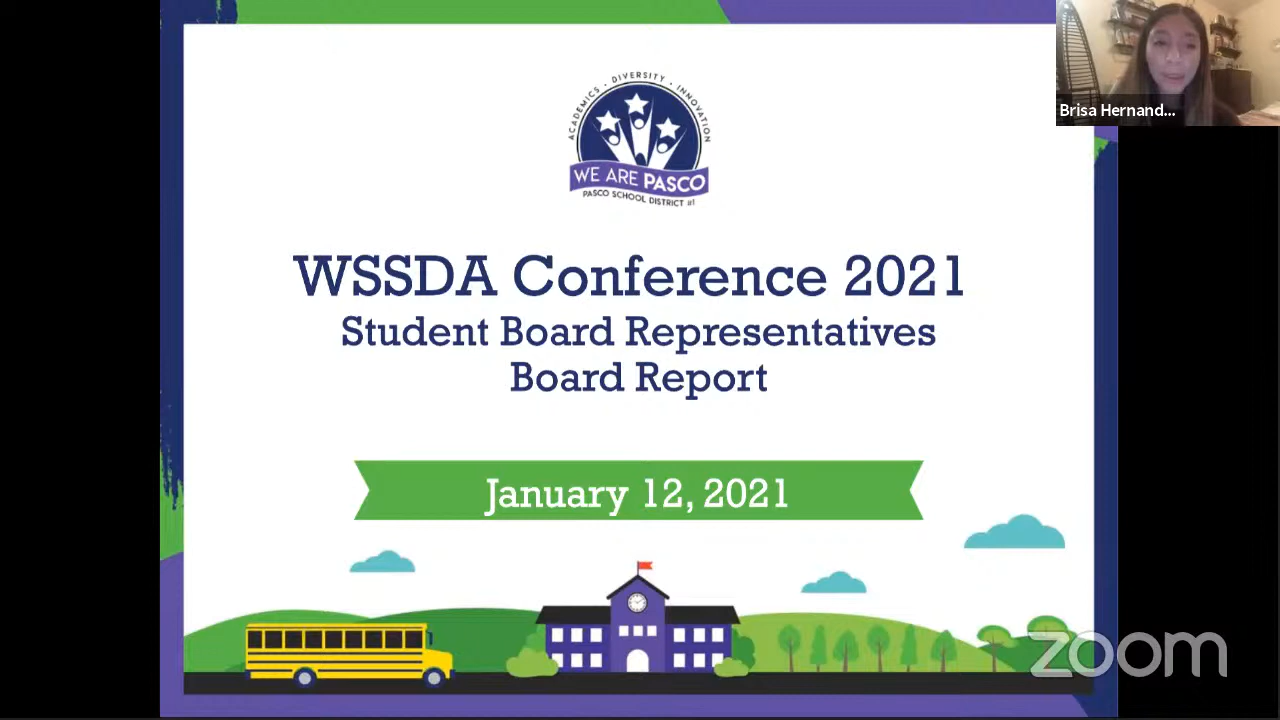 ACADEMICS · DIVERSITY · INNOVATION
WE ARE PASCO
PASCO SCHOOL DISTRICT #1
Brisa Hernand...
WSSDA Conference 2021
Student Board Representatives
Board Report
January 12, 2021
zoom